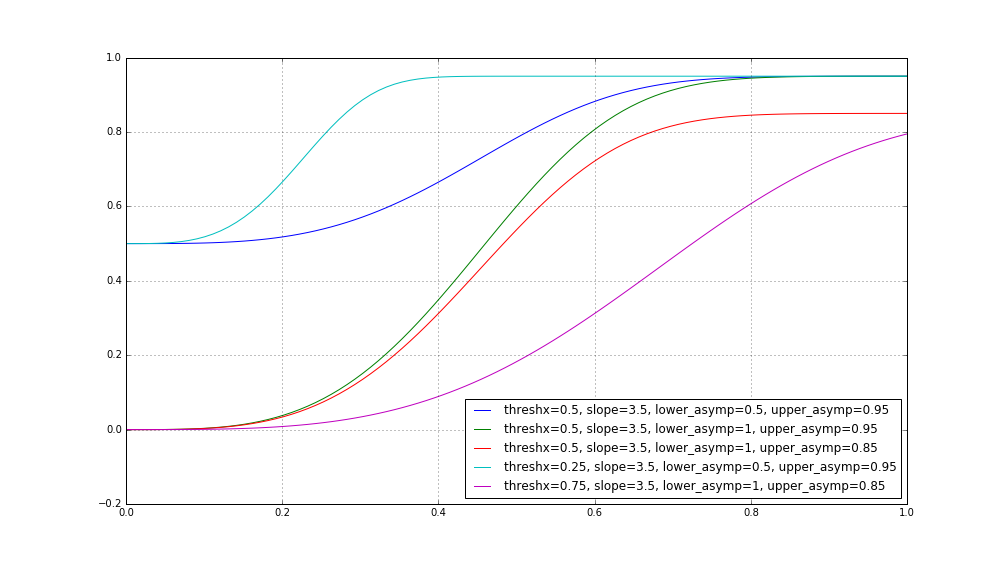 1.0
0.8
0.6
0.4
0.2
0.0
−0.2
0.0 0.2 0.4 0.6 0.8 1.0
threshx=0.5, slope=3.5, lower_asymp=0.5, upper_asymp=0.95
threshx=0.5, slope=3.5, lower_asymp=1, upper_asymp=0.95
threshx=0.5, slope=3.5, lower_asymp=1, upper_asymp=0.85
threshx=0.25, slope=3.5, lower_asymp=0.5, upper_asymp=0.95
threshx=0.75, slope=3.5, lower_asymp=1, upper_asymp=0.85